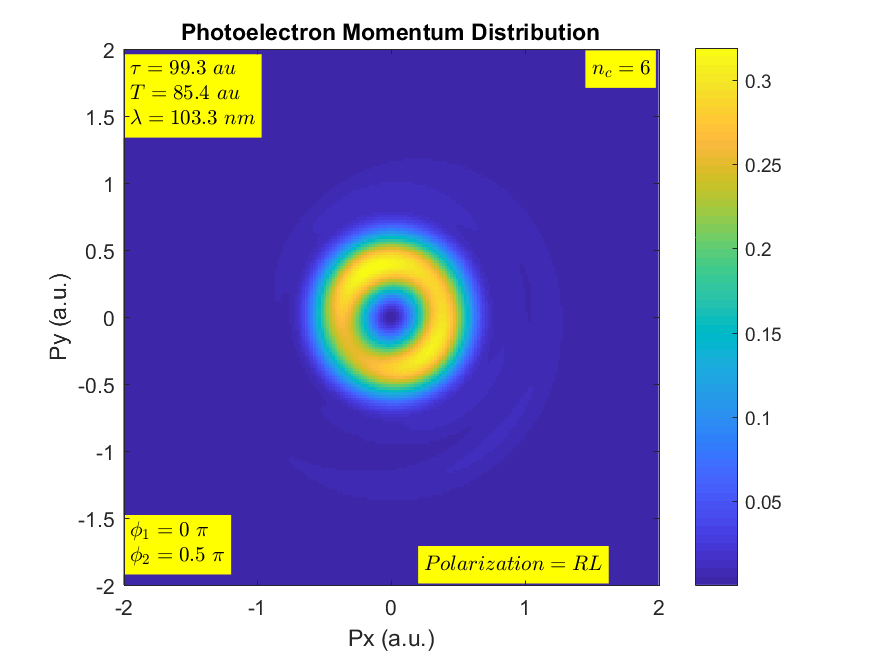 Photoelectron Momentum Distribution
τ = 99.3 au
T = 85.4 au
λ = 103.3 nm
n_c = 6
2
1.5
1
0.5
0
-0.5
-1
-1.5
-2
Py (a.u.)
ϕ_1 = 0 π
ϕ_2 = 0.5 π
Polarization = RL
-2 -1 0 1 2
Px (a.u.)
0.3
0.25
0.2
0.15
0.1
0.05